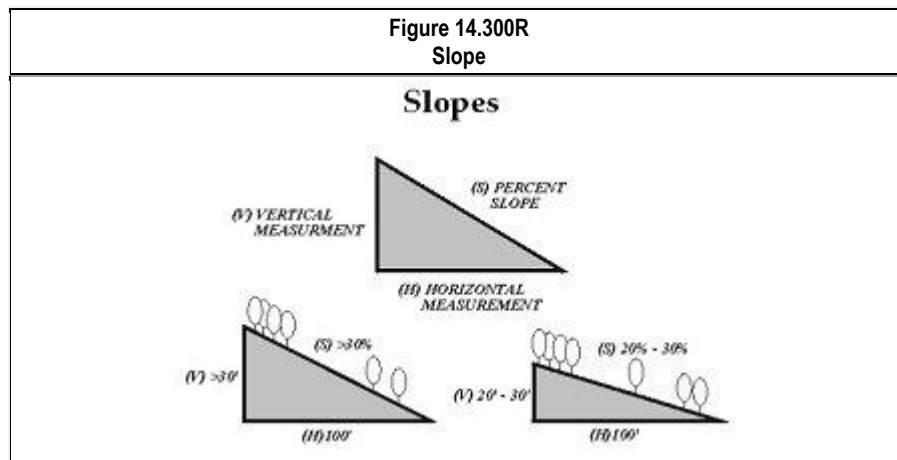 Figure 14.300R
Slope
Slopes
(S) PERCENT
SLOPE
(V) VERTICAL
MEASURMENT
(H) HORIZONTAL
MEASUREMENT
(S) >30%
(V) >30'
(H)100'
(S) 20% - 30%
(V) 20' - 30'
(H)100'